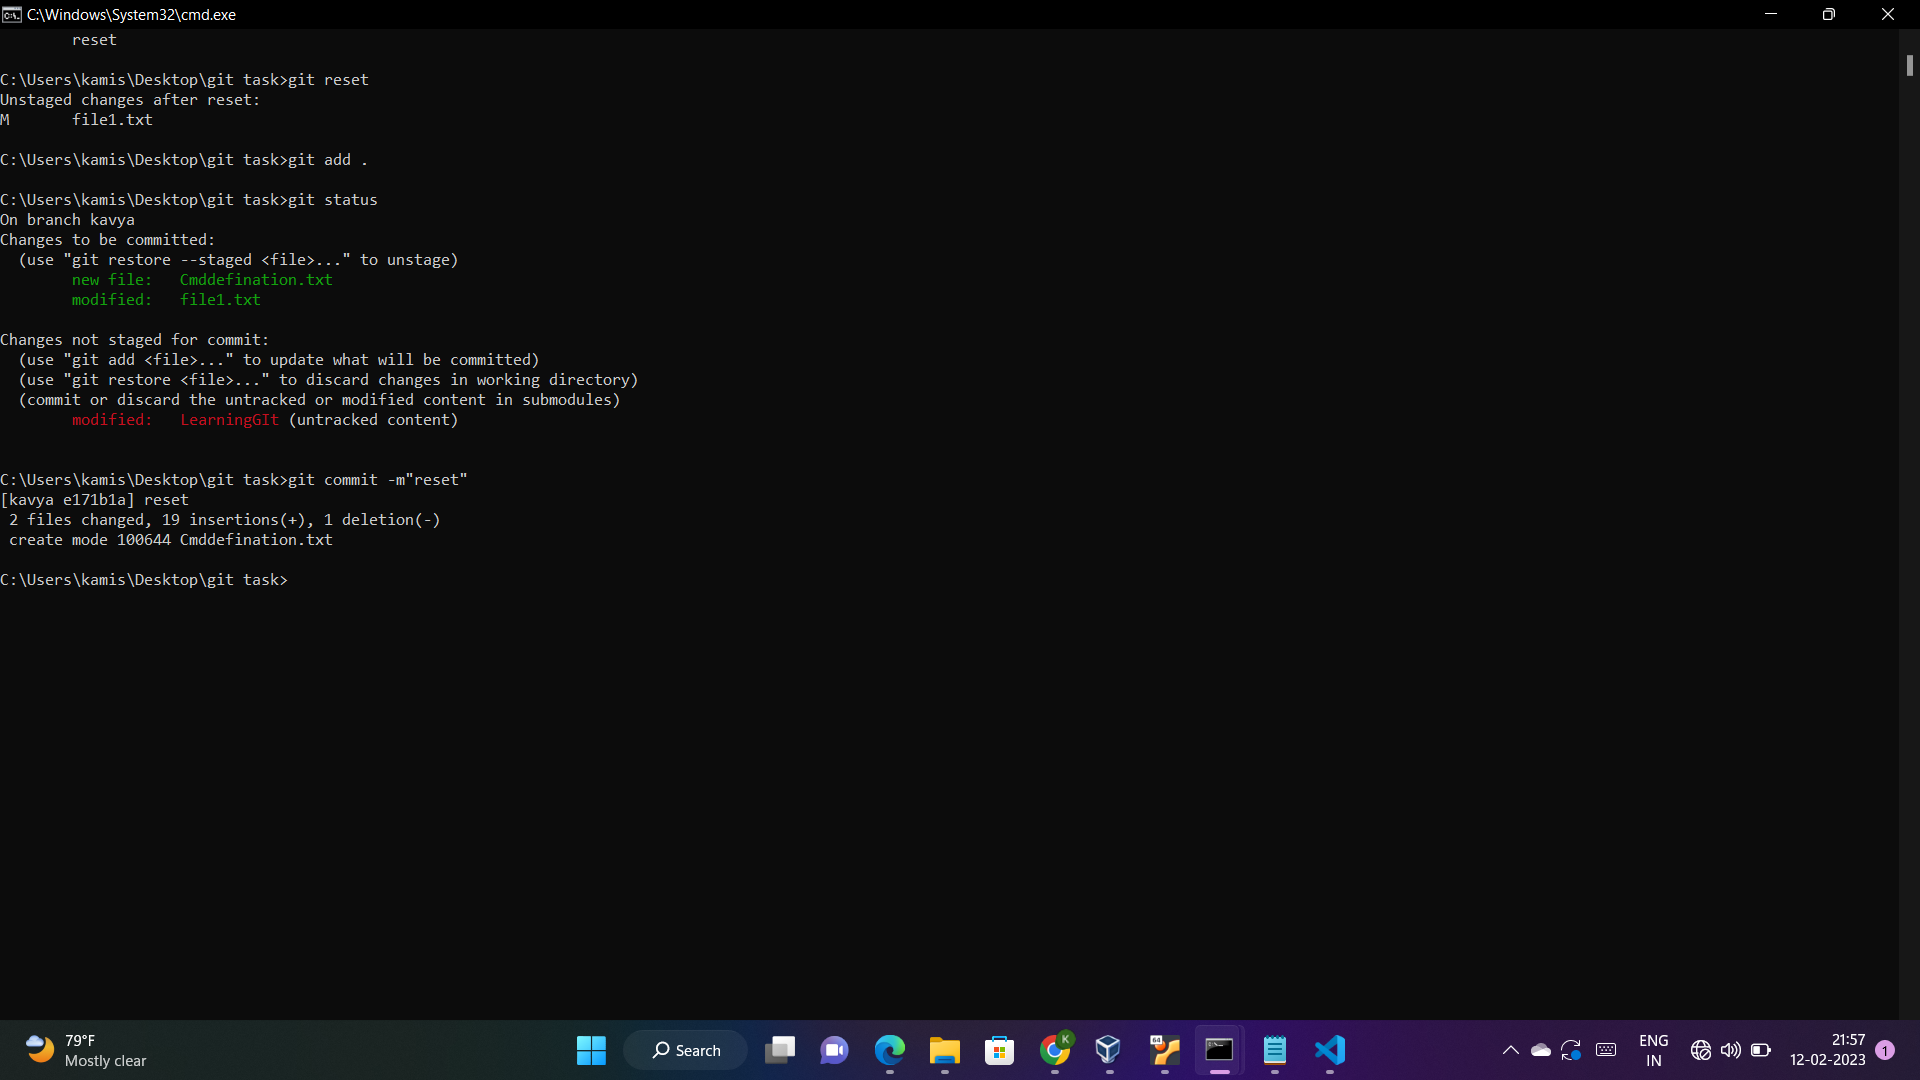 C:\Windows\System32\cmd.exe
reset
C:\Users\kamis\Desktop\git task>git reset
Unstaged changes after reset:
M       file1.txt
C:\Users\kamis\Desktop\git task>git add .
C:\Users\kamis\Desktop\git task>git status
On branch kavya
Changes to be committed:
  (use "git restore --staged <file>..." to unstage)
        new file:   Cmddefination.txt
        modified:   file1.txt
Changes not staged for commit:
  (use "git add <file>..." to update what will be committed)
  (use "git restore <file>..." to discard changes in working directory)
  (commit or discard the untracked or modified content in submodules)
        modified:   LearningGIt (untracked content)
C:\Users\kamis\Desktop\git task>git commit -m"reset"
[kavya e171b1a] reset
 2 files changed, 19 insertions(+), 1 deletion(-)
 create mode 100644 Cmddefination.txt
C:\Users\kamis\Desktop\git task>
79°F
Mostly clear
Search
K
64
ENG
IN
21:57
12-02-2023
1